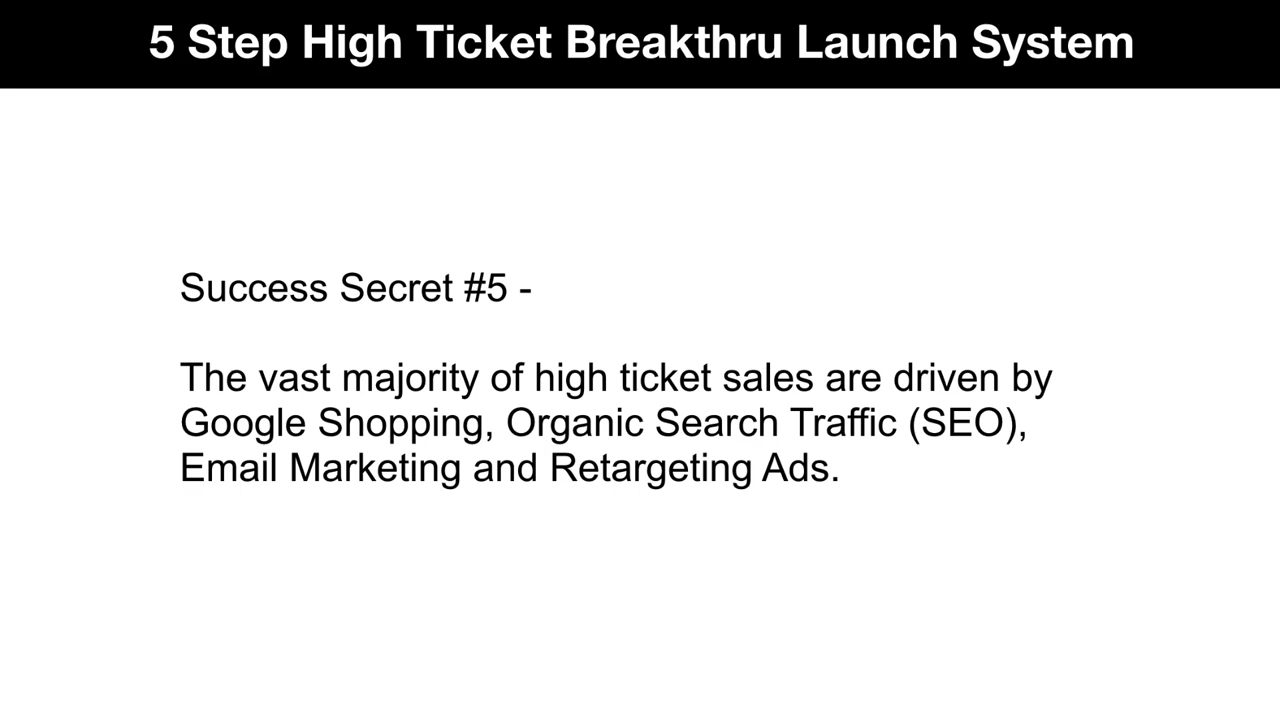 5 Step High Ticket Breakthru Launch System
Success Secret #5 -
The vast majority of high ticket sales are driven by
Google Shopping, Organic Search Traffic (SEO),
Email Marketing and Retargeting Ads.